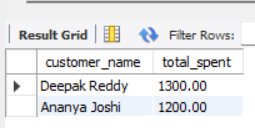 Result Grid Filter Rows:
customer_name total_spent
Deepak Reddy 1300.00
Ananya Joshi 1200.00